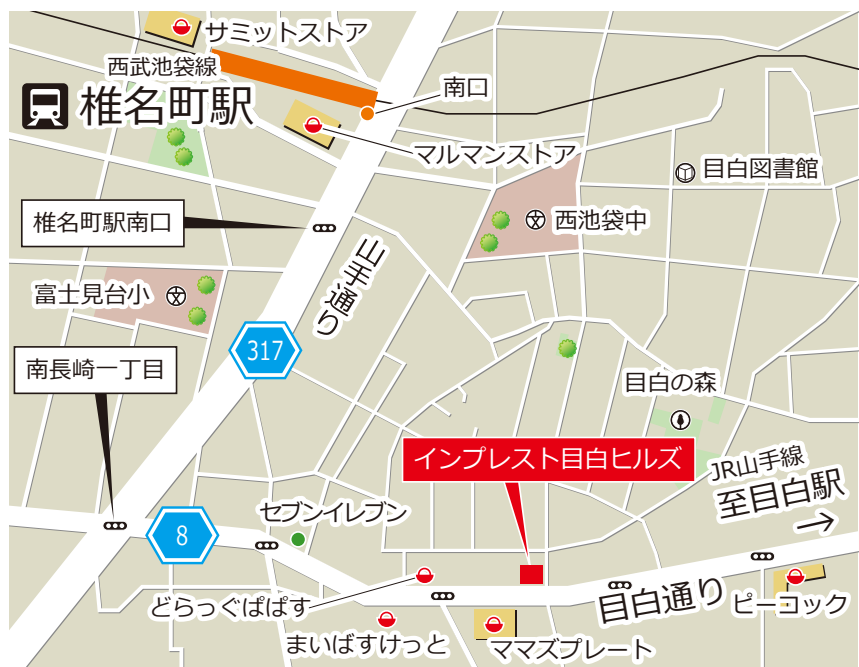 サミットストア
西武池袋線
椎名町駅
南口
マルマンストア
目白図書館
椎名町駅南口
西池袋中
山手通り
富士見台小
317
南長崎一丁目
目白の森
インプレスト目白ヒルズ
JR山手線
至目白駅
セブンイレブン
8
どらっぐぱぱす
目白通り
ピーコック
まいばすけっと
ママズプレート